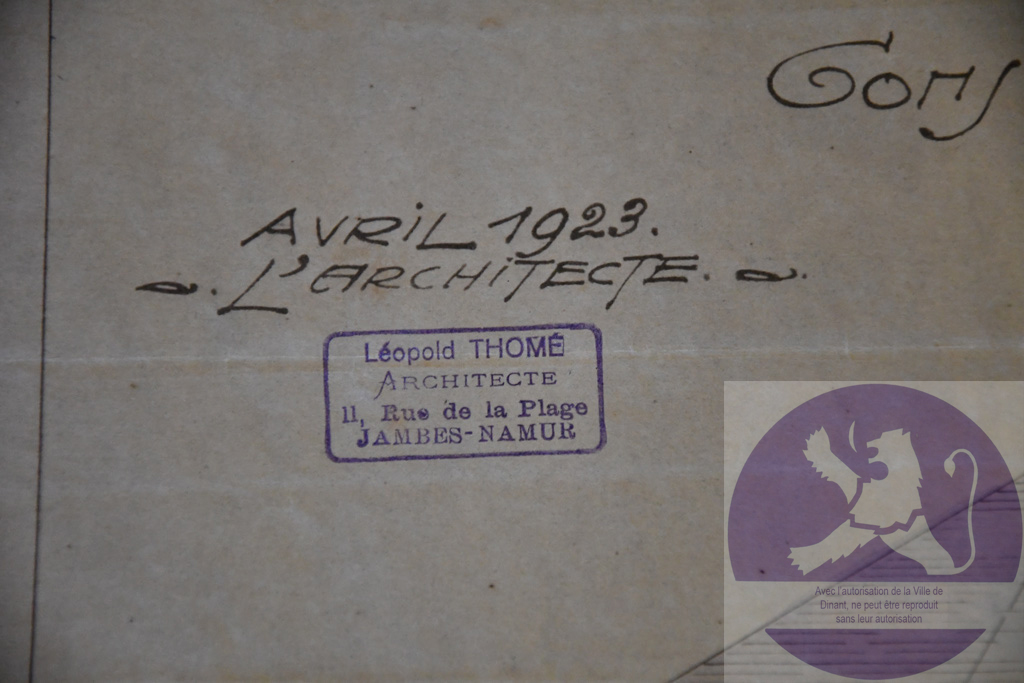 AVRIL 1923.
L'ARCHITECTE.
Léopold THOMÉ
ARCHITECTE
11, Rue de la Plage
JAMBES-NAMUR
Avec l'autorisation de la Ville de
Dinant, ne peut être reproduit
sans leur autorisation